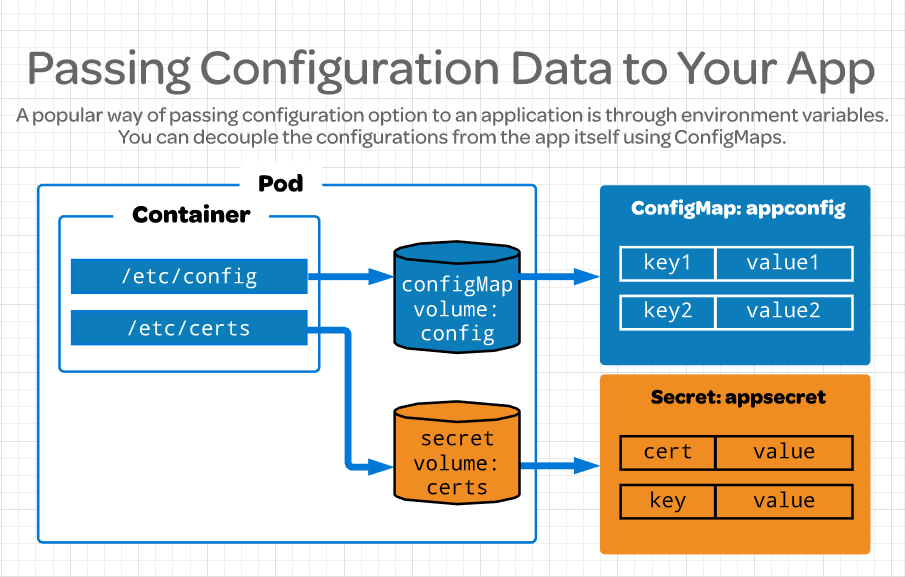 Passing Configuration Data to Your App
A popular way of passing configuration option to an application is through environment variables.
You can decouple the configurations from the app itself using ConfigMaps.
Pod
Container
/etc/config
/etc/certs
configMap
volume:
config
secret
volume:
certs
ConfigMap: appconfig
key1 value1
key2 value2
Secret: appsecret
cert value
key value